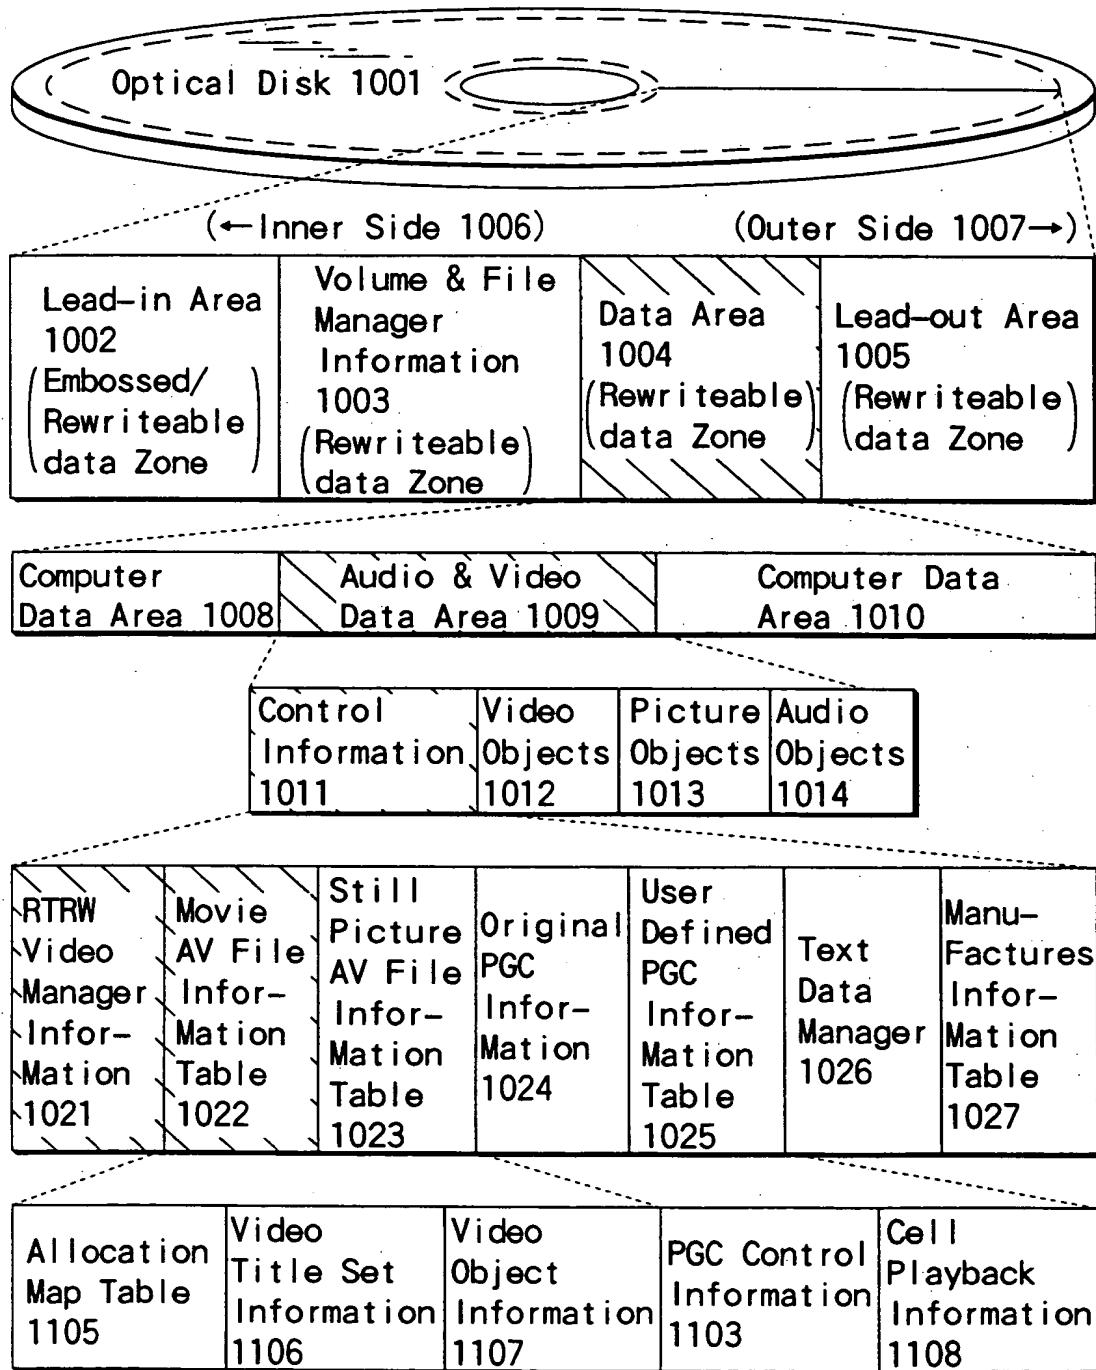 Optical Disk 1001
(←Inner Side 1006)
(Outer Side 1007→)
Lead-in Area
1002
(Embossed/
Rewriteable
data Zone)
Volume & File
Manager
Information
1003
(Rewriteable
data Zone)
Data Area
1004
(Rewriteable
data Zone)
Lead-out Area
1005
(Rewriteable
data Zone)
Computer
Data Area 1008
Audio & Video
Data Area 1009
Computer Data
Area 1010
Control
Information
1011
Video
Objects
1012
Picture
Objects
1013
Audio
Objects
1014
RTRW
Video
Manager
Infor-
Mation
1021
Movie
AV File
Infor-
Mation
Table
1022
Still
Picture
AV File
Infor-
Mation
Table
1023
Original
PGC
Infor-
Mation
1024
User
Defined
PGC
Infor-
Mation
Table
1025
Text
Data
Manager
1026
Manu-
Factures
Infor-
Mation
Table
1027
Allocation
Map Table
1105
Video
Title Set
Information
1106
Video
Object
Information
1107
PGC Control
Information
1103
Cell
Playback
Information
1108